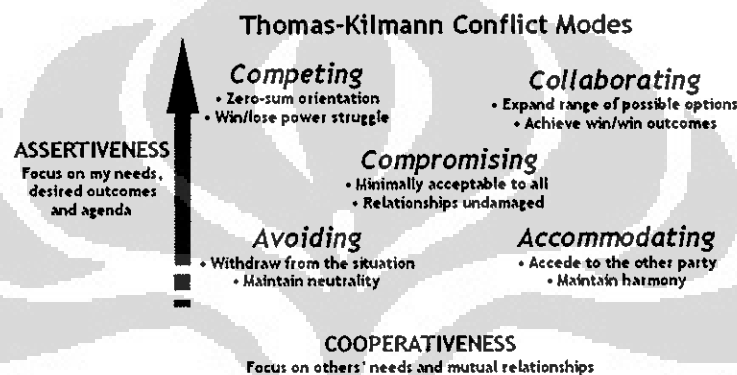 Thomas-Kilmann Conflict Modes
Competing
• Zero-sum orientation
• Win/lose power struggle
Collaborating
• Expand range of possible options
• Achieve win/win outcomes
ASSERTIVENESS
Focus on my needs,
desired outcomes
and agenda
Compromising
• Minimally acceptable to all
• Relationships undamaged
Avoiding
• Withdraw from the situation
• Maintain neutrality
Accommodating
• Accede to the other party
• Maintain harmony
COOPERATIVENESS
Focus on others' needs and mutual relationships